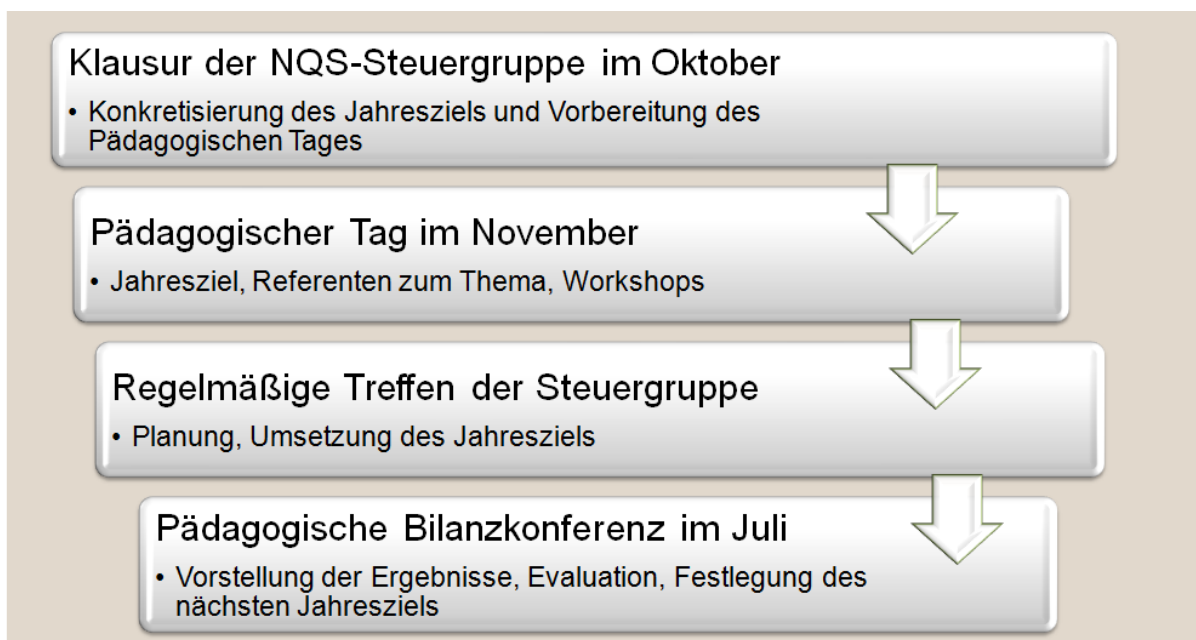 Klausur der NQS-Steuergruppe im Oktober
• Konkretisierung des Jahresziels und Vorbereitung des
Pädagogischen Tages
Pädagogischer Tag im November
• Jahresziel, Referenten zum Thema, Workshops
Regelmäßige Treffen der Steuergruppe
• Planung, Umsetzung des Jahresziels
Pädagogische Bilanzkonferenz im Juli
• Vorstellung der Ergebnisse, Evaluation, Festlegung des
nächsten Jahresziels